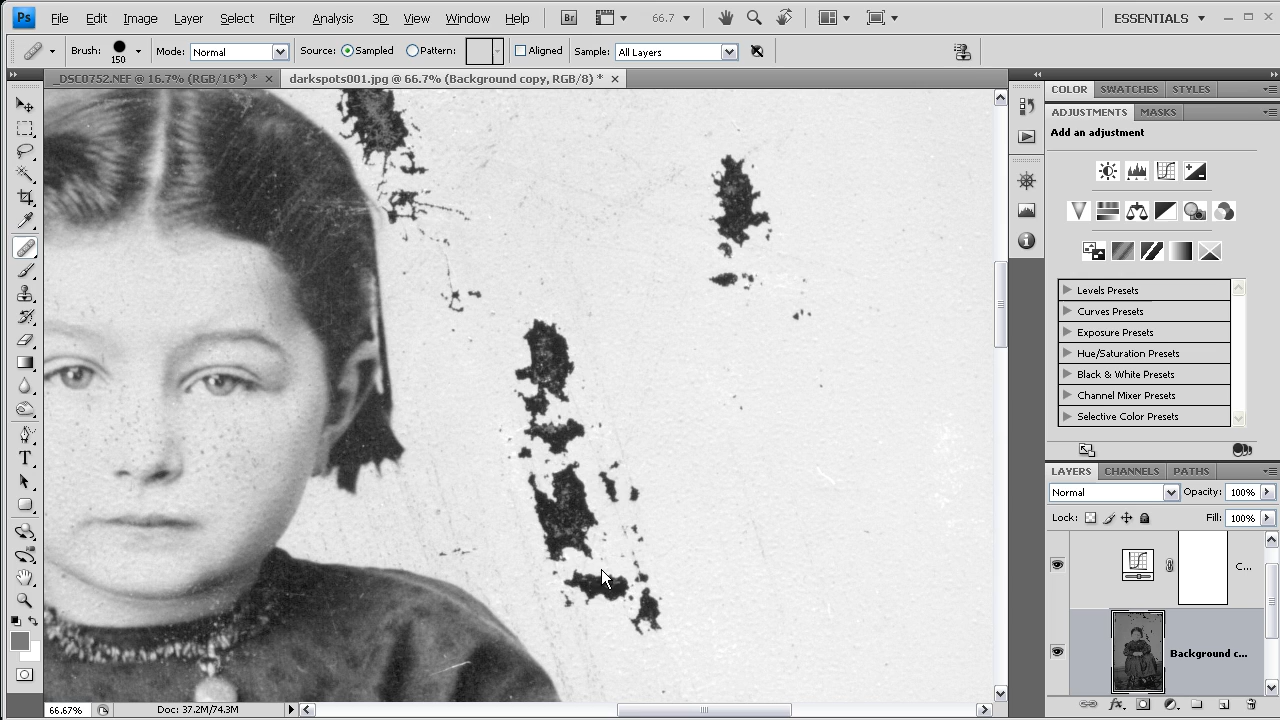 Ps File Edit Image Layer Select Filter Analysis 3D View Window Help Br 66.7 ESSENTIALS
Brush: 150 Mode: Normal Source: Sampled Pattern: Aligned Sample: All Layers
_DSC0752.NEF @ 16.7% (RGB/16*) * darkspots001.jpg @ 66.7% (Background copy, RGB/8) *
COLOR SWATCHES STYLES
ADJUSTMENTS MASKS
Add an adjustment
Levels Presets
Curves Presets
Exposure Presets
Hue/Saturation Presets
Black & White Presets
Channel Mixer Presets
Selective Color Presets
LAYERS CHANNELS PATHS
Normal Opacity: 100%
Lock: Fill: 100%
C...
Background c...
66.67% Doc: 37.2M/74.3M